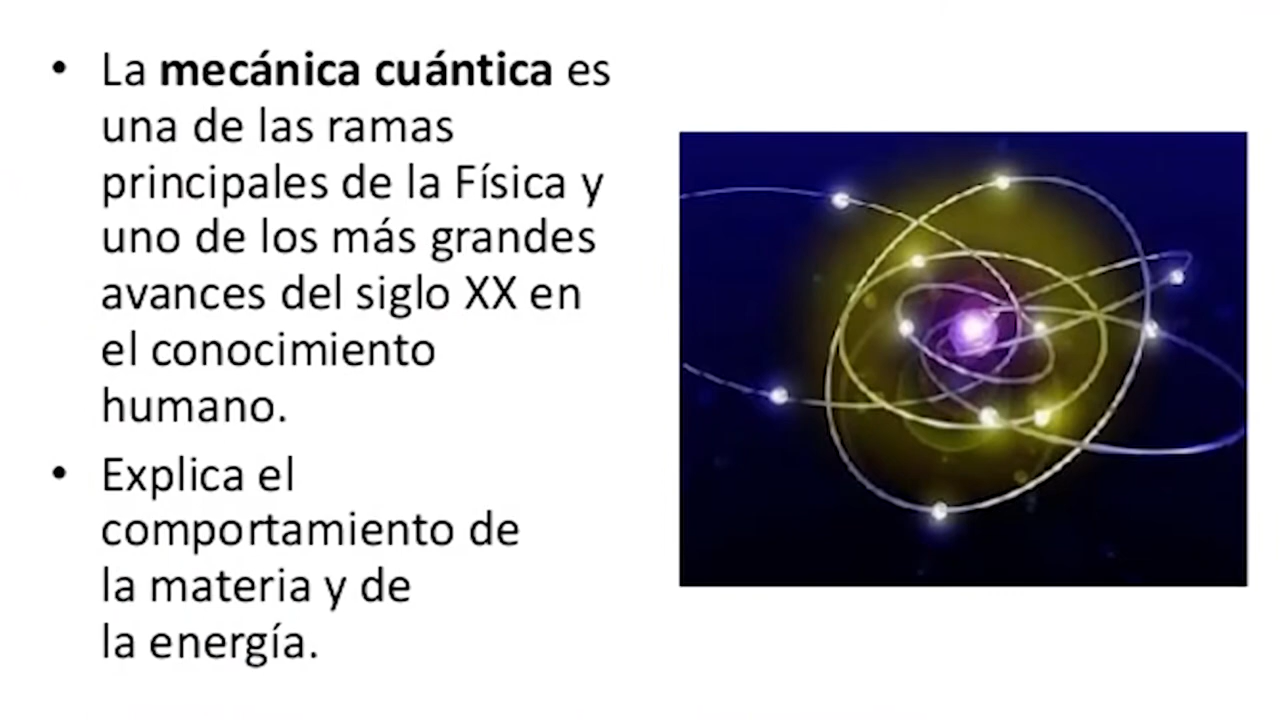 • La mecánica cuántica es
una de las ramas
principales de la Física y
uno de los más grandes
avances del siglo XX en
el conocimiento
humano.
• Explica el
comportamiento de
la materia y de
la energía.